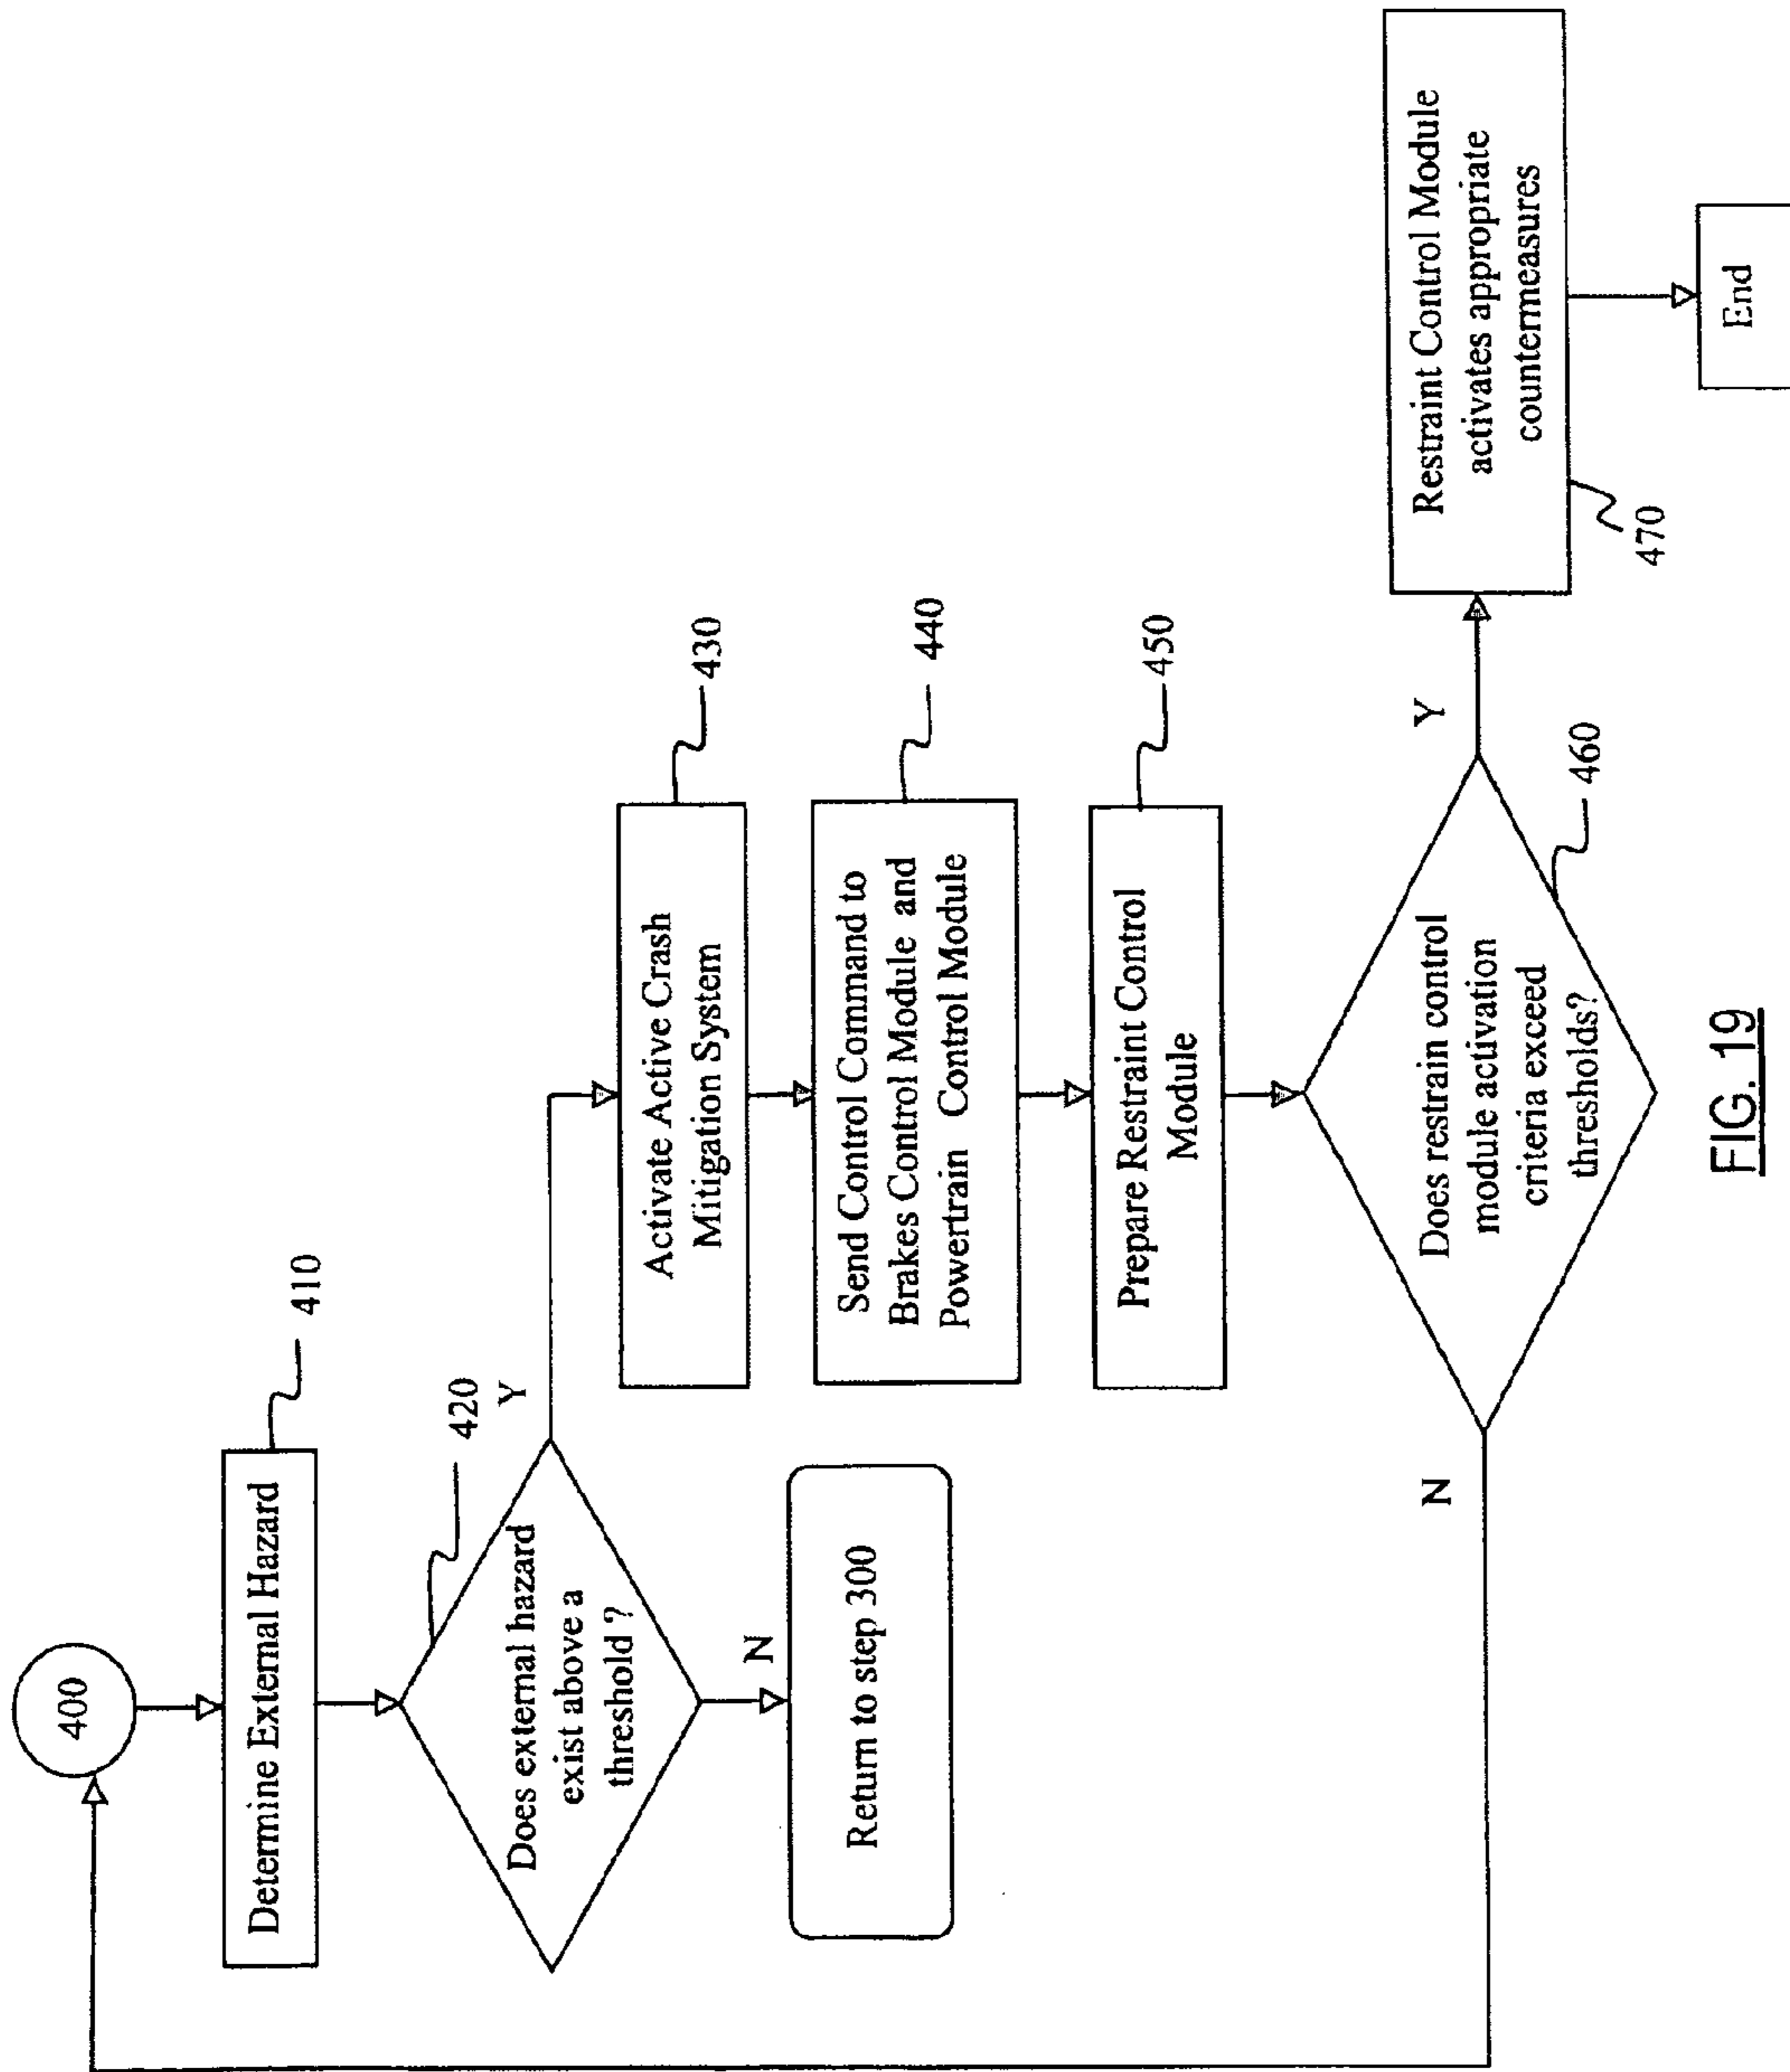 400
Determine External Hazard
410
Does external hazard
exist above a
threshold ?
420
Y
N
Return to step 300
Activate Active Crash
Mitigation System
430
Send Control Command to
Brakes Control Module and
Powertrain Control Module
440
Prepare Restraint Control
Module
450
Does restrain control
module activation
criteria exceed
thresholds?
460
N
Y
Restraint Control Module
activates appropriate
countermeasures
470
End
FIG. 19